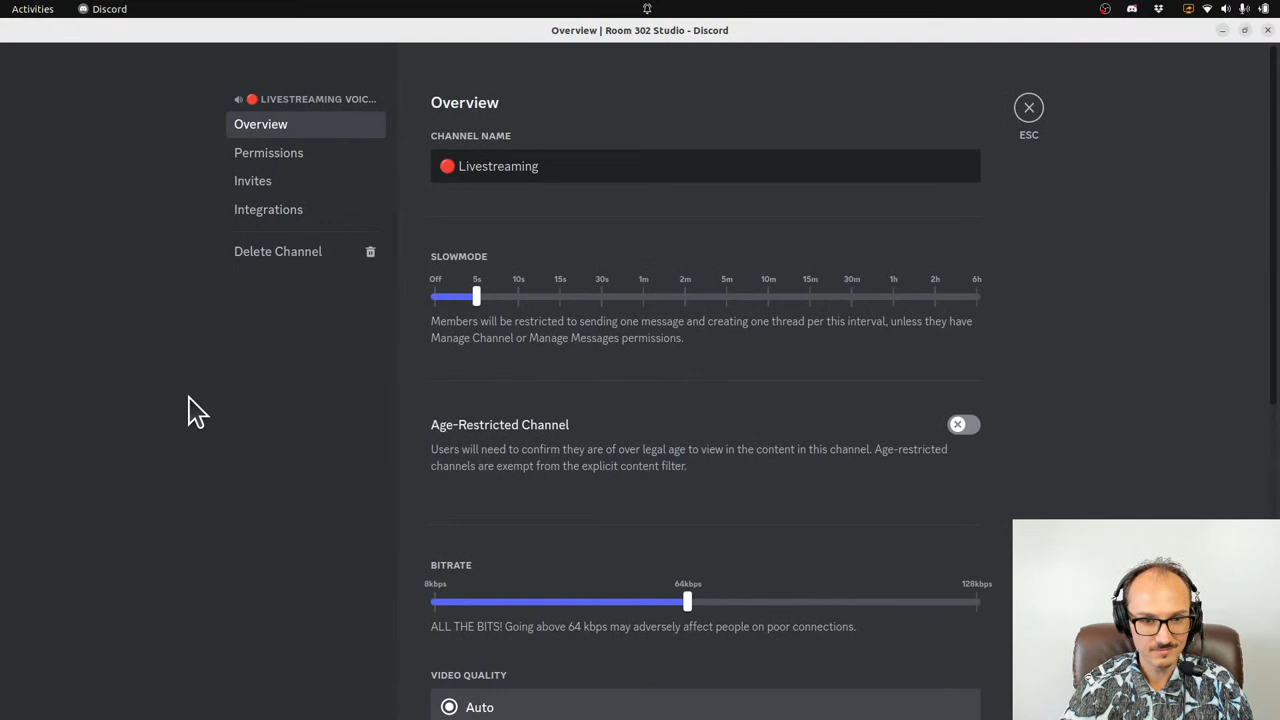 Activities
Discord
Overview | Room 302 Studio - Discord
LIVESTREAMING VOIC...
Overview
Permissions
Invites
Integrations
Delete Channel
Overview
ESC
CHANNEL NAME
Livestreaming
SLOWMODE
Off 5s 10s 15s 30s 1m 2m 5m 10m 15m 30m 1h 2h 6h
Members will be restricted to sending one message and creating one thread per this interval, unless they have
Manage Channel or Manage Messages permissions.
Age-Restricted Channel
Users will need to confirm they are of over legal age to view in the content in this channel. Age-restricted
channels are exempt from the explicit content filter.
BITRATE
8kbps 64kbps 128kbps
ALL THE BITS! Going above 64 kbps may adversely affect people on poor connections.
VIDEO QUALITY
Auto